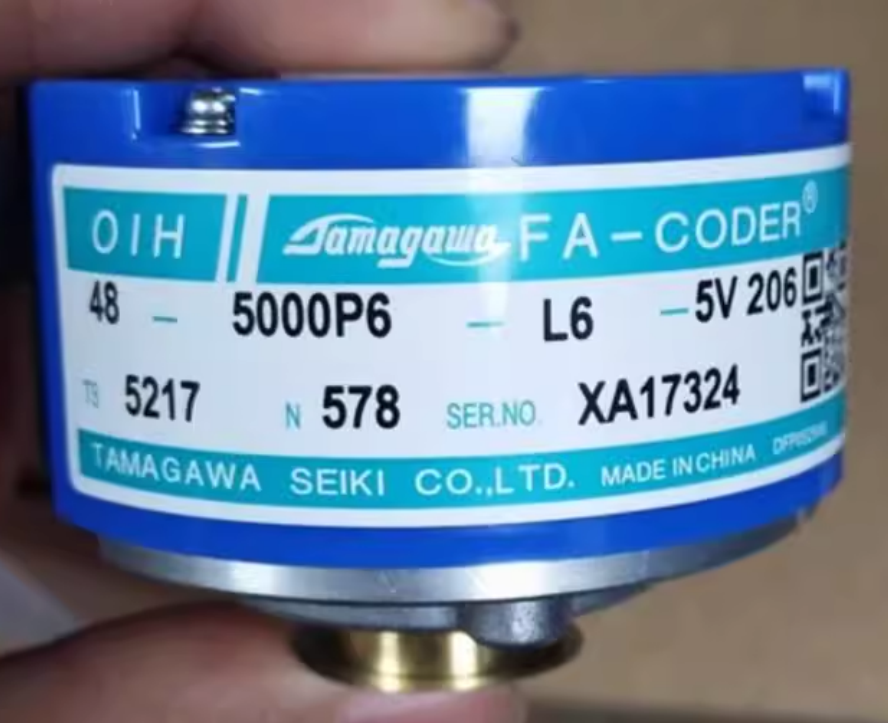 OIH Tamagawa FA-CODER®
48 - 5000P6 - L6 - 5V 206
TS 5217 N 578 SER.NO. XA17324
TAMAGAWA SEIKI CO.,LTD. MADE IN CHINA